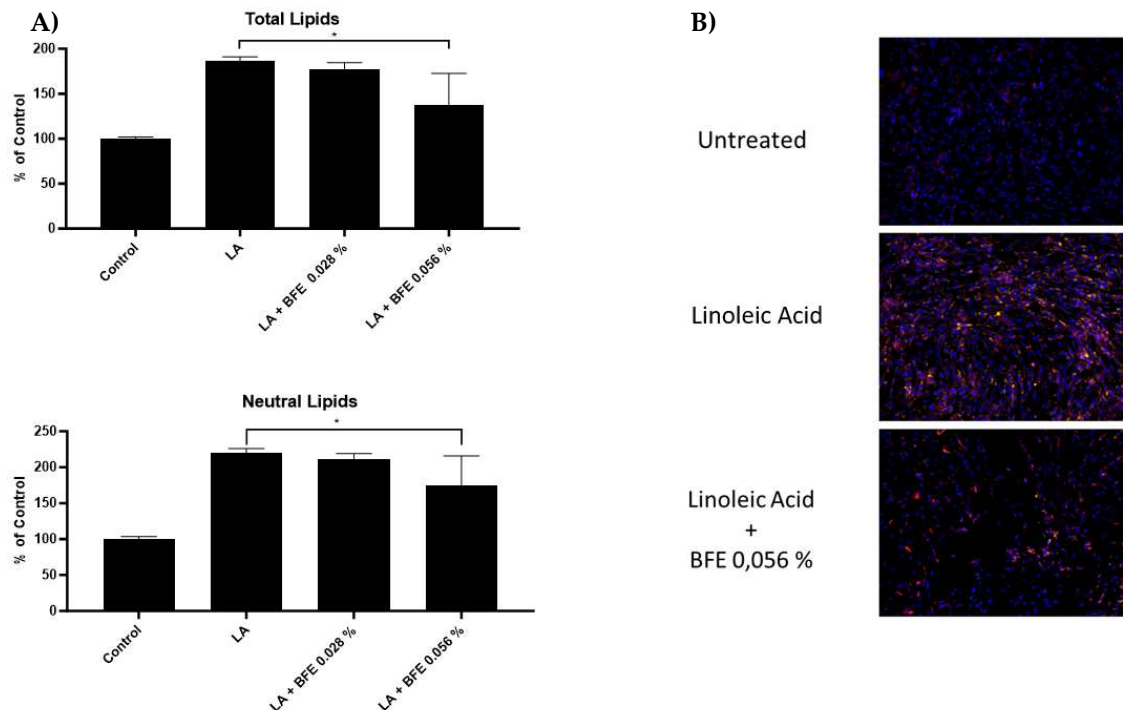 A)
Total Lipids
*
200
150
100
50
0
% of Control
Control
LA
LA + BFE 0.028 %
LA + BFE 0.056 %
Neutral Lipids
*
250
200
150
100
50
0
% of Control
Control
LA
LA + BFE 0.028 %
LA + BFE 0.056 %
B)
Untreated
Linoleic Acid
Linoleic Acid
+
BFE 0,056 %